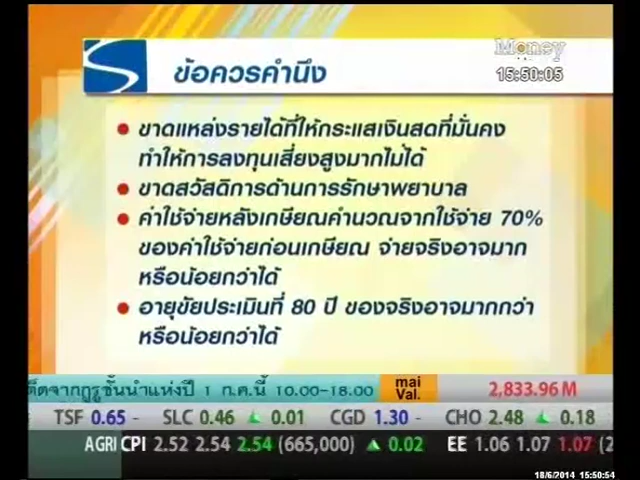 Money
15:50:05
ข้อควรคำนึง
• ขาดแหล่งรายได้ที่ให้กระแสเงินสดที่มั่นคง
ทำให้การลงทุนเสี่ยงสูงมากไม่ได้
• ขาดสวัสดิการด้านการรักษาพยาบาล
• ค่าใช้จ่ายหลังเกษียณคำนวณจากใช้จ่าย 70%
ของค่าใช้จ่ายก่อนเกษียณ จ่ายจริงอาจมาก
หรือน้อยกว่าได้
• อายุขัยประเมินที่ 80 ปี ของจริงอาจมากกว่า
หรือน้อยกว่าได้
จากกูรูชั้นนำแห่งปี 1 ก.ค.นี้ 10.00-18.00 mai Val. 2,833.96 M
TSF 0.65 - SLC 0.46 ▲ 0.01 CGD 1.30 - CHO 2.48 ▲ 0.18
AGRI CPI 2.52 2.54 2.54 (665,000) ▲ 0.02 EE 1.06 1.07 1.07 (2
18/6/2014 15:50:54